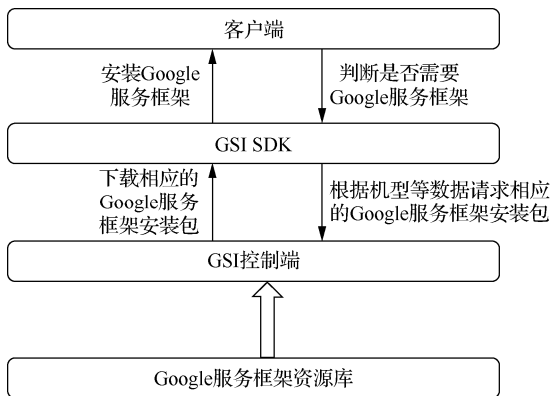 客户端
安装Google
服务框架
判断是否需要
Google服务框架
GSI SDK
下载相应的
Google服务
框架安装包
根据机型等数据请求相应
的Google服务框架安装包
GSI控制端
Google服务框架资源库